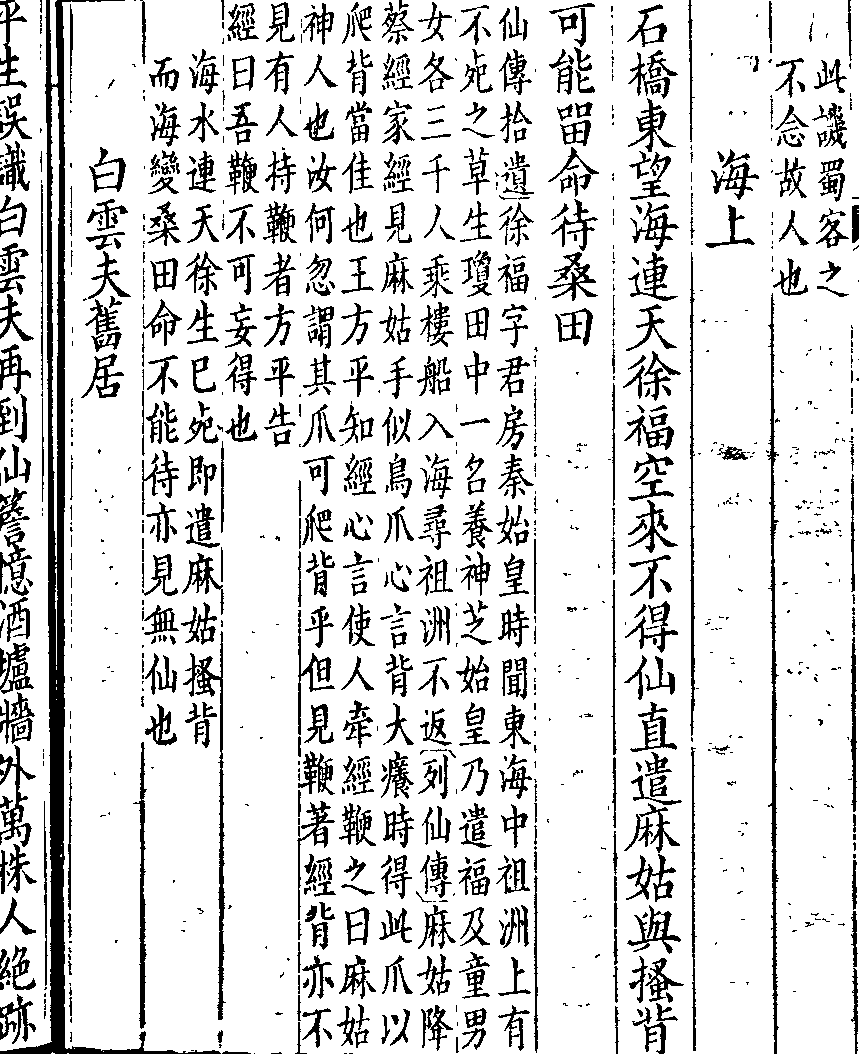 此譏蜀客之
不念故人也
海上
石橋東望海連天徐福空來不得仙直遣麻姑與搔背
可能畱命待桑田
仙傳拾遺徐福字君房秦始皇時聞東海中祖洲上有
不死之草生瓊田中一名養神芝始皇乃遣福及童男
女各三千人乘樓船入海尋祖洲不返列仙傳麻姑降
蔡經家經見麻姑手似鳥爪心言背大癢時得此爪以
爬背當佳也王方平知經心言使人牽經鞭之曰麻姑
神人也汝何忽謂其爪可爬背乎但見鞭著經背亦不
見有人持鞭者方平告
經曰吾鞭不可妄得也
海水連天徐生已死即遣麻姑搔背
而海變桑田命不能待亦見無仙也
白雲夫舊居
平生誤識白雲夫再到仙簷憶酒壚牆外萬株人絕跡